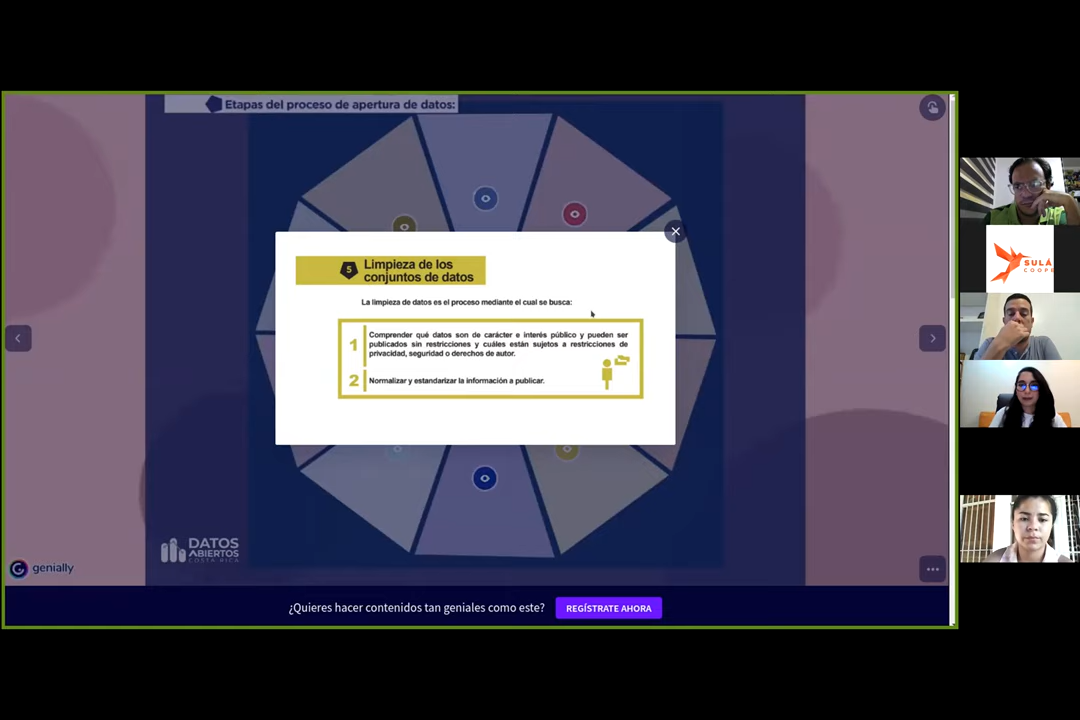 Etapas del proceso de apertura de datos:
5 Limpieza de los
conjuntos de datos
La limpieza de datos es el proceso mediante el cual se busca:
1 Comprender qué datos son de carácter e interés público y pueden ser
publicados sin restricciones y cuáles están sujetos a restricciones de
privacidad, seguridad o derechos de autor.
2 Normalizar y estandarizar la información a publicar.
DATOS
ABIERTOS
COSTA RICA
genially
¿Quieres hacer contenidos tan geniales como este? REGÍSTRATE AHORA
SULÁ
COOPE